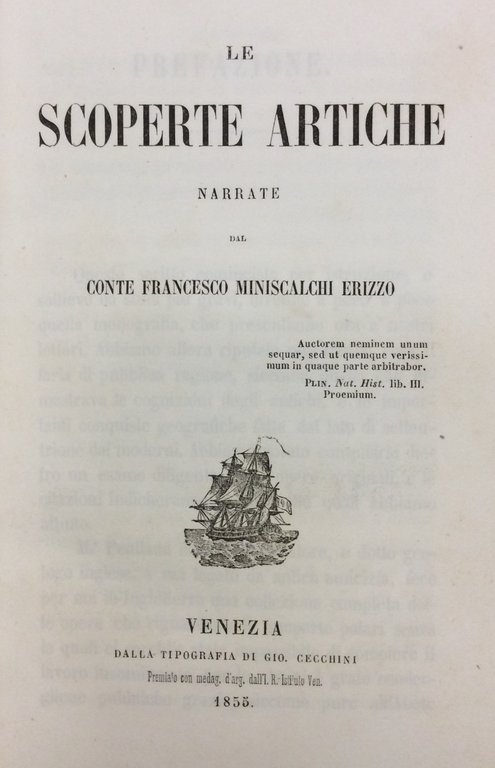 LE
SCOPERTE ARTICHE
NARRATE
DAL
CONTE FRANCESCO MINISCALCHI ERIZZO
Auctorem neminem unum
sequar, sed ut quemque verissi-
mum in quaque parte arbitrabor.
PLIN. Nat. Hist. lib. III.
Proemium.
VENEZIA
DALLA TIPOGRAFIA DI GIO. CECCHINI
Premiato con medag. d'arg. dall'I. R. Istituto Ven.
1855.